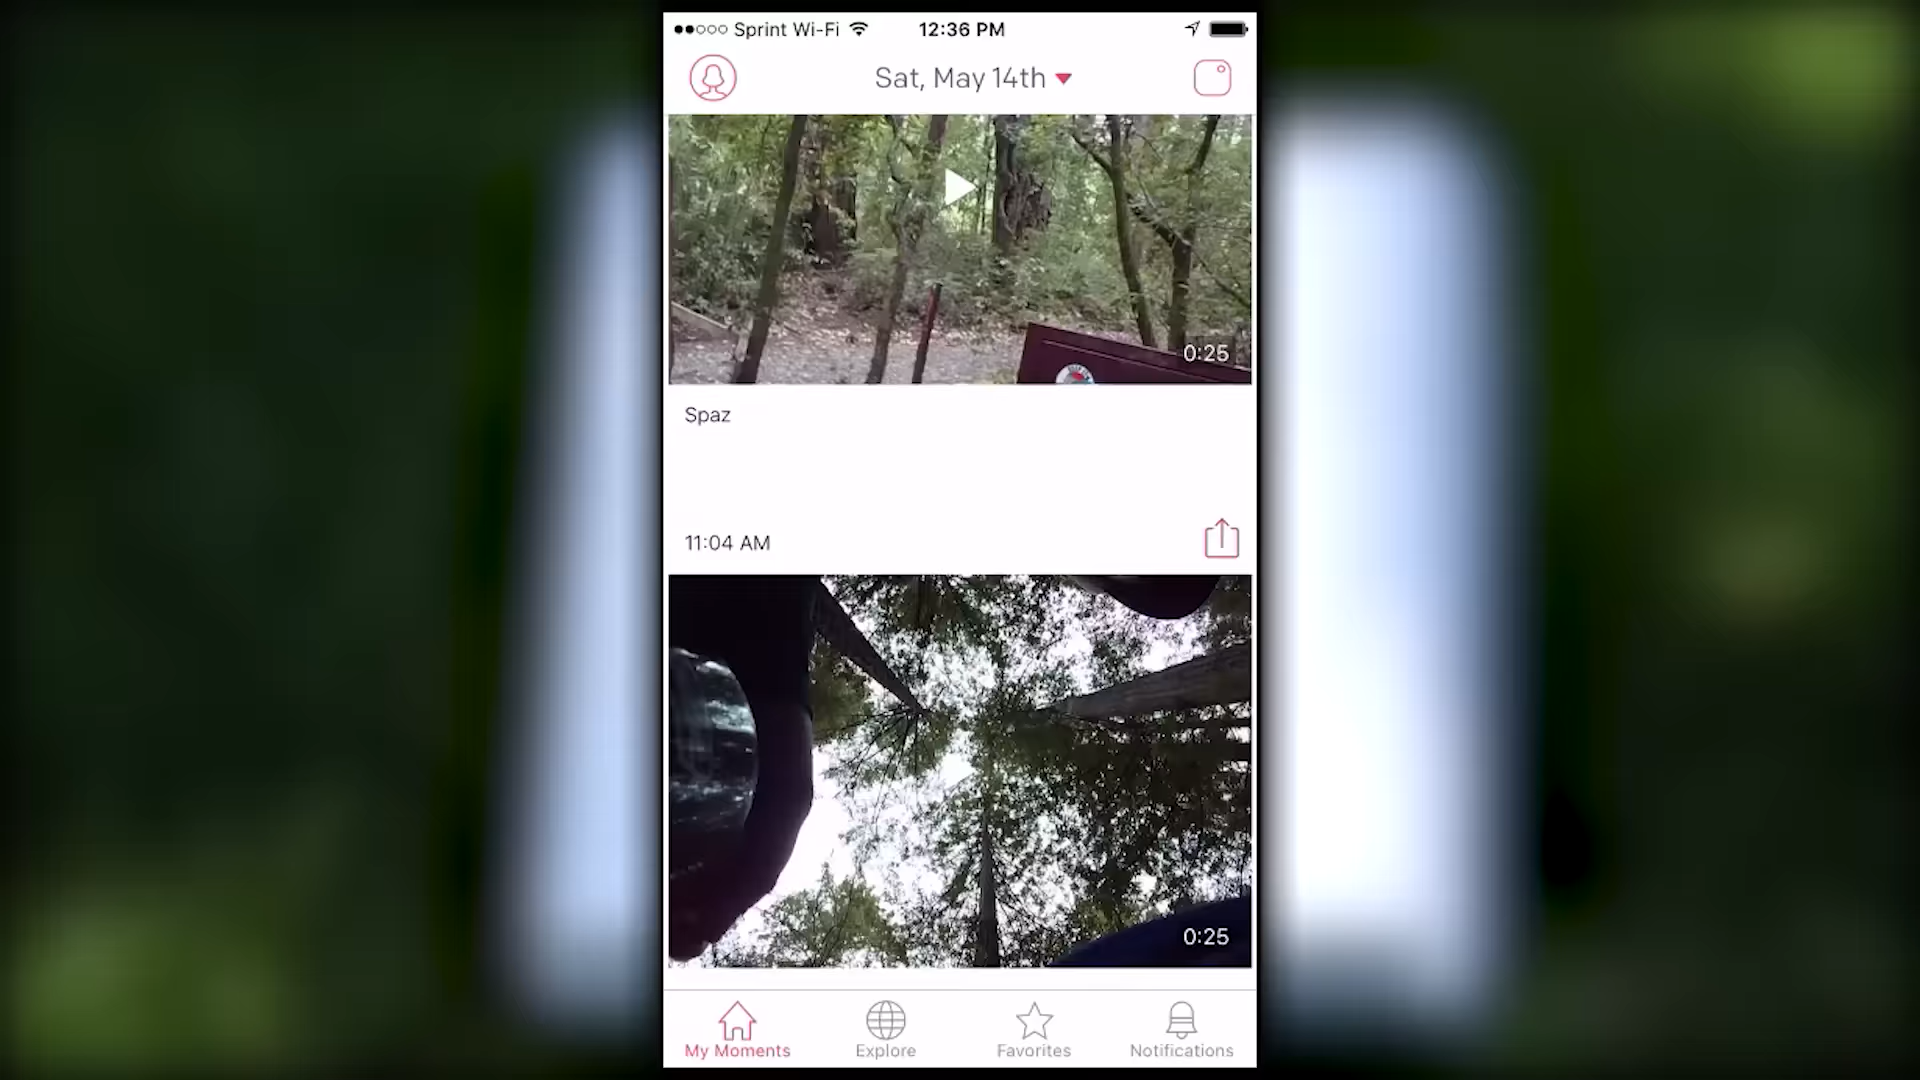 Sprint Wi-Fi 12:36 PM
Sat, May 14th
0:25
Spaz
11:04 AM
0:25
My Moments Explore Favorites Notifications